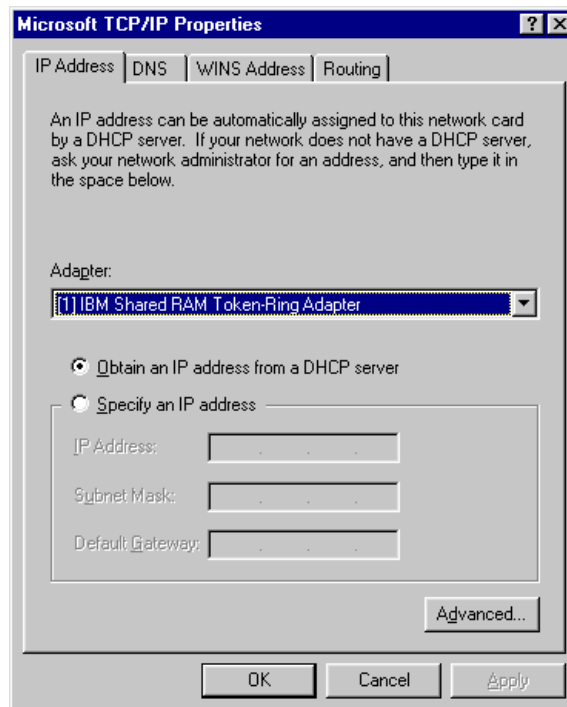 Microsoft TCP/IP Properties
IP Address DNS WINS Address Routing
An IP address can be automatically assigned to this network card
by a DHCP server. If your network does not have a DHCP server,
ask your network administrator for an address, and then type it in
the space below.
Adapter:
[1] IBM Shared RAM Token-Ring Adapter
Obtain an IP address from a DHCP server
Specify an IP address
IP Address:
Subnet Mask:
Default Gateway:
Advanced...
OK Cancel Apply